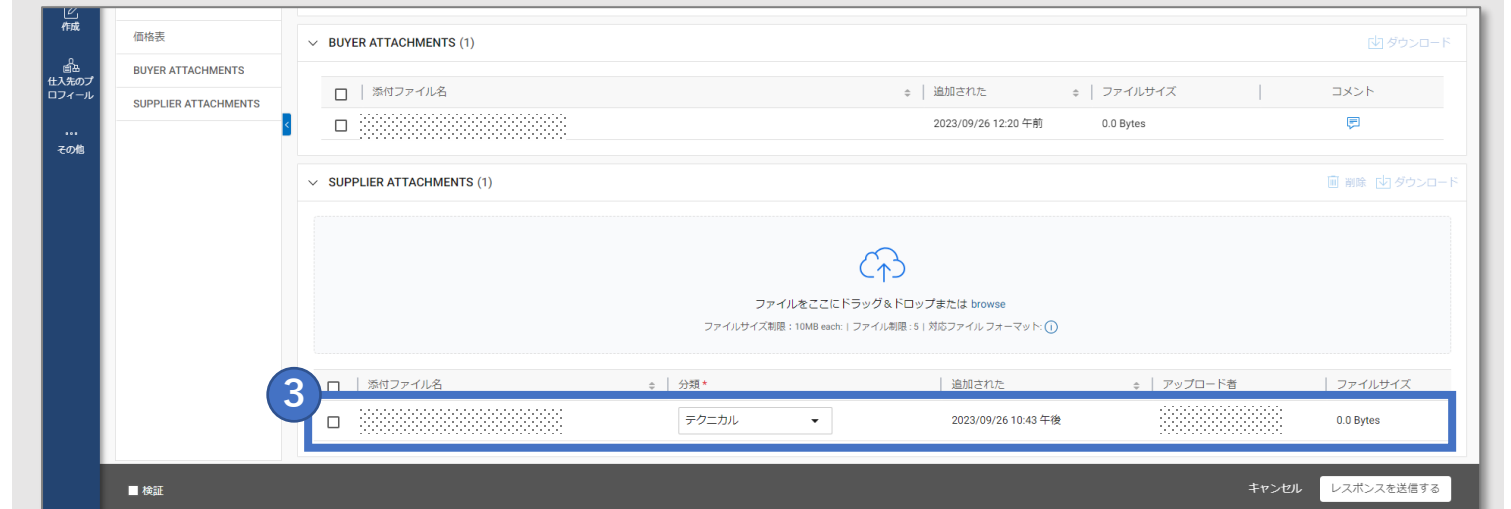 作成
仕入先のプ
ロフィール
...
その他
価格表
BUYER ATTACHMENTS
SUPPLIER ATTACHMENTS
BUYER ATTACHMENTS (1)
ダウンロード
添付ファイル名
追加された
ファイルサイズ
コメント
2023/09/26 12:20 午前
0.0 Bytes
SUPPLIER ATTACHMENTS (1)
削除
ダウンロード
ファイルをここにドラッグ&ドロップまたは browse
ファイルサイズ制限：10MB each: | ファイル制限 : 5 | 対応ファイル フォーマット:
添付ファイル名
分類 *
追加された
アップロード者
ファイルサイズ
3
テクニカル
2023/09/26 10:43 午後
0.0 Bytes
検証
キャンセル
レスポンスを送信する